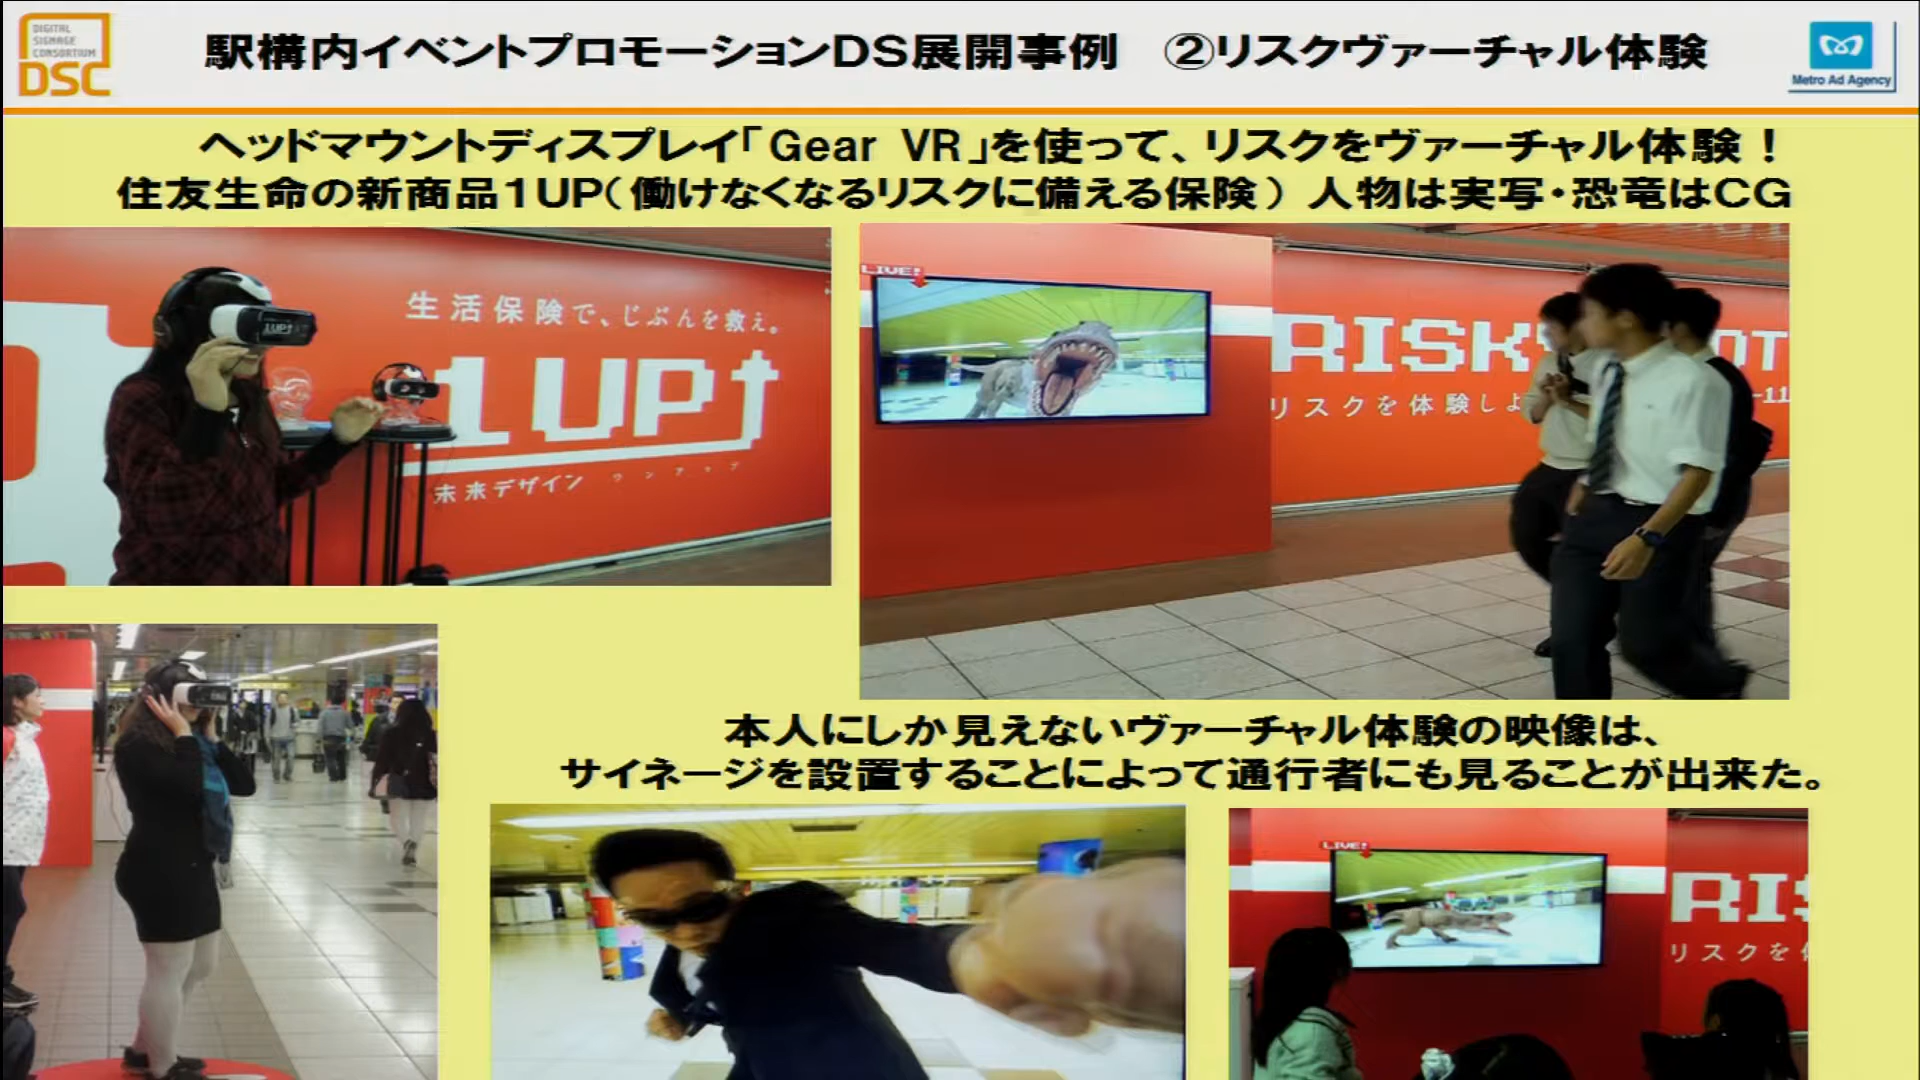 DIGITAL
SIGNAGE
CONSORTIUM
DSC
駅構内イベントプロモーションDS展開事例 ②リスクヴァーチャル体験
Metro Ad Agency
ヘッドマウントディスプレイ「Gear VR」を使って、リスクをヴァーチャル体験！
住友生命の新商品1UP（働けなくなるリスクに備える保険）人物は実写・恐竜はCG
生活保険で、じぶんを救え。
1UP
1UP
未来デザイン ワンアップ
LIVE!
RISK
リスクを体験しよ
-11
本人にしか見えないヴァーチャル体験の映像は、
サイネージを設置することによって通行者にも見ることが出来た。
LIVE!
RIS
リスクを